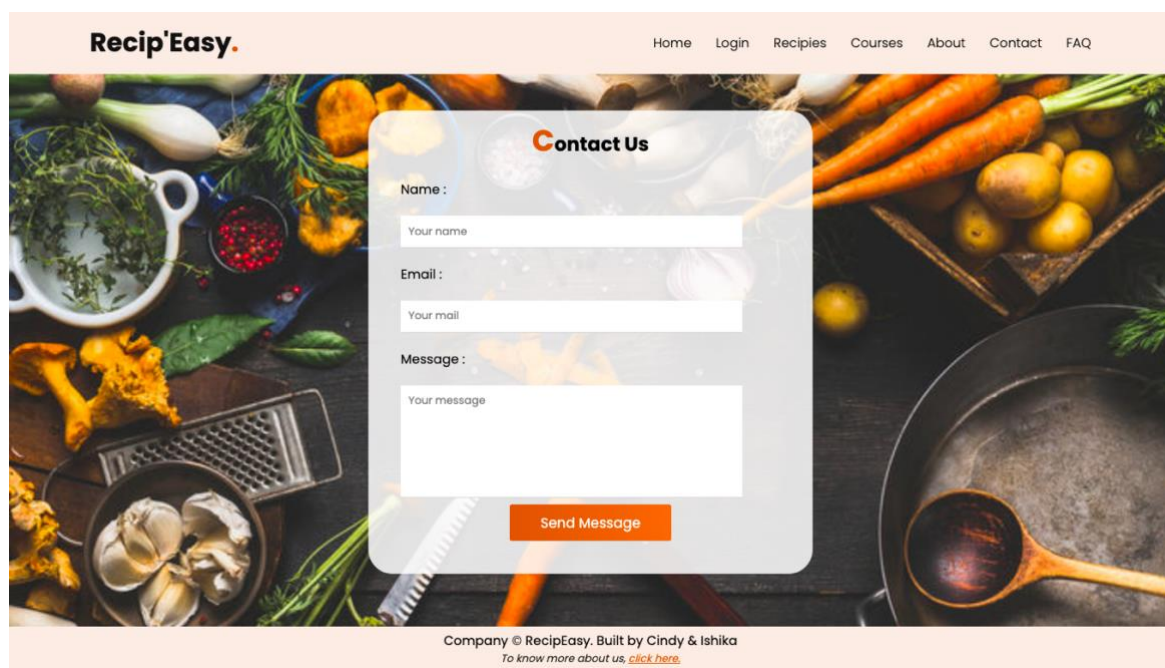 Recip'Easy.
Home Login Recipies Courses About Contact FAQ
Contact Us
Name :
Your name
Email :
Your mail
Message :
Your message
Send Message
Company © RecipEasy. Built by Cindy & Ishika
To know more about us, click here.